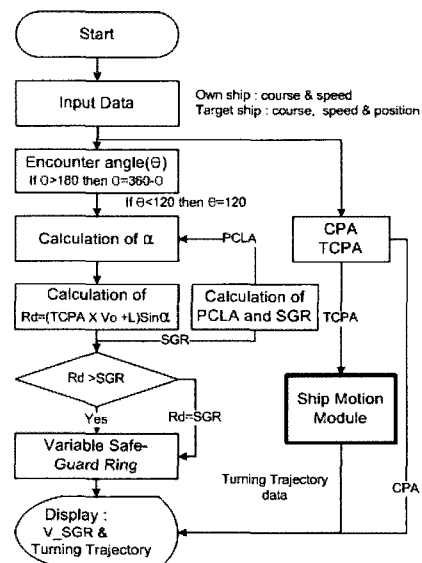 Start
Input Data
Own ship : course & speed
Target ship : course, speed & position
Encounter angle(θ)
If θ>180 then θ=360-θ
If θ<120 then θ=120
Calculation of α
PCLA
CPA
TCPA
Calculation of
Rd=(TCPA X Vo +L)Sinα
Calculation of
PCLA and SGR
TCPA
SGR
Rd >SGR
Ship Motion
Module
Yes
Rd=SGR
Variable Safe-
Guard Ring
Turning Trajectory
data
CPA
Display :
V_SGR &
Turning Trajectory